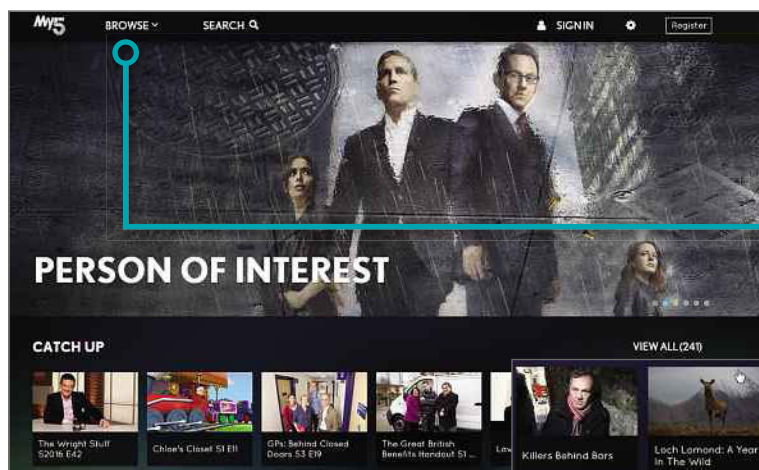 My5 BROWSE SEARCH SIGN IN Register
PERSON OF INTEREST
CATCH UP VIEW ALL (241)
The Wright Stuff
S2016 E42
Chloe's Closet S1 E11
GPs: Behind Closed
Doors S3 E19
The Great British
Benefits Handout S1 ...
Killers Behind Bars
Loch Lomond: A Year
In The Wild